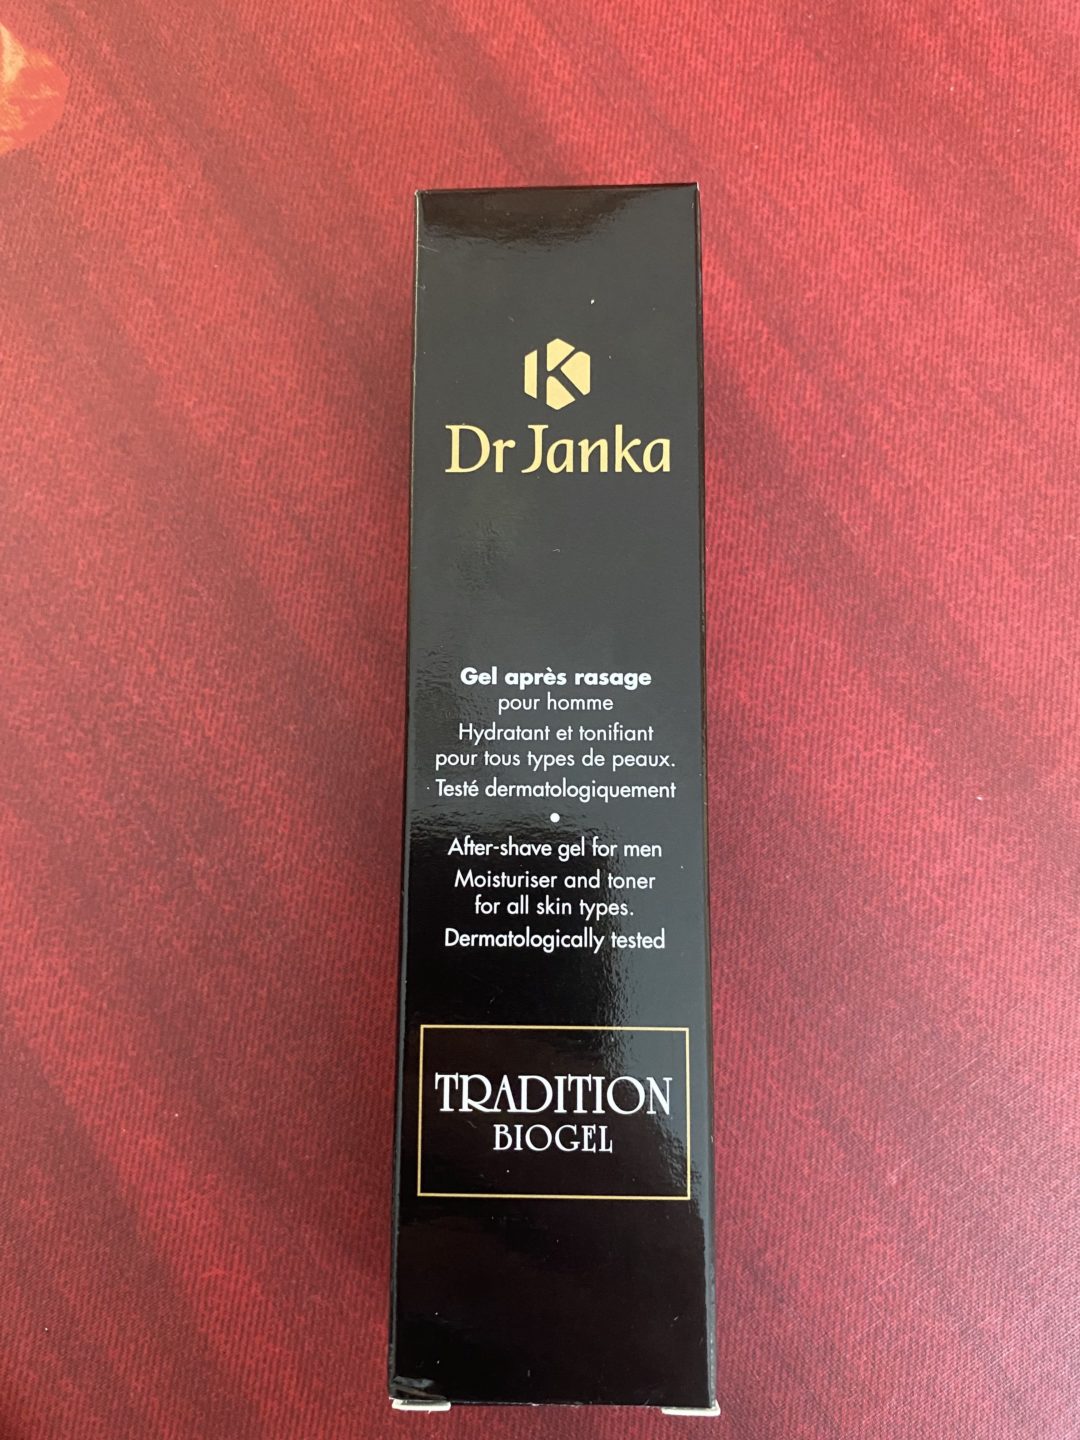 K
Dr Janka
Gel après rasage
pour homme
Hydratant et tonifiant
pour tous types de peaux.
Testé dermatologiquement
•
After-shave gel for men
Moisturiser and toner
for all skin types.
Dermatologically tested
TRADITION
BIOGEL